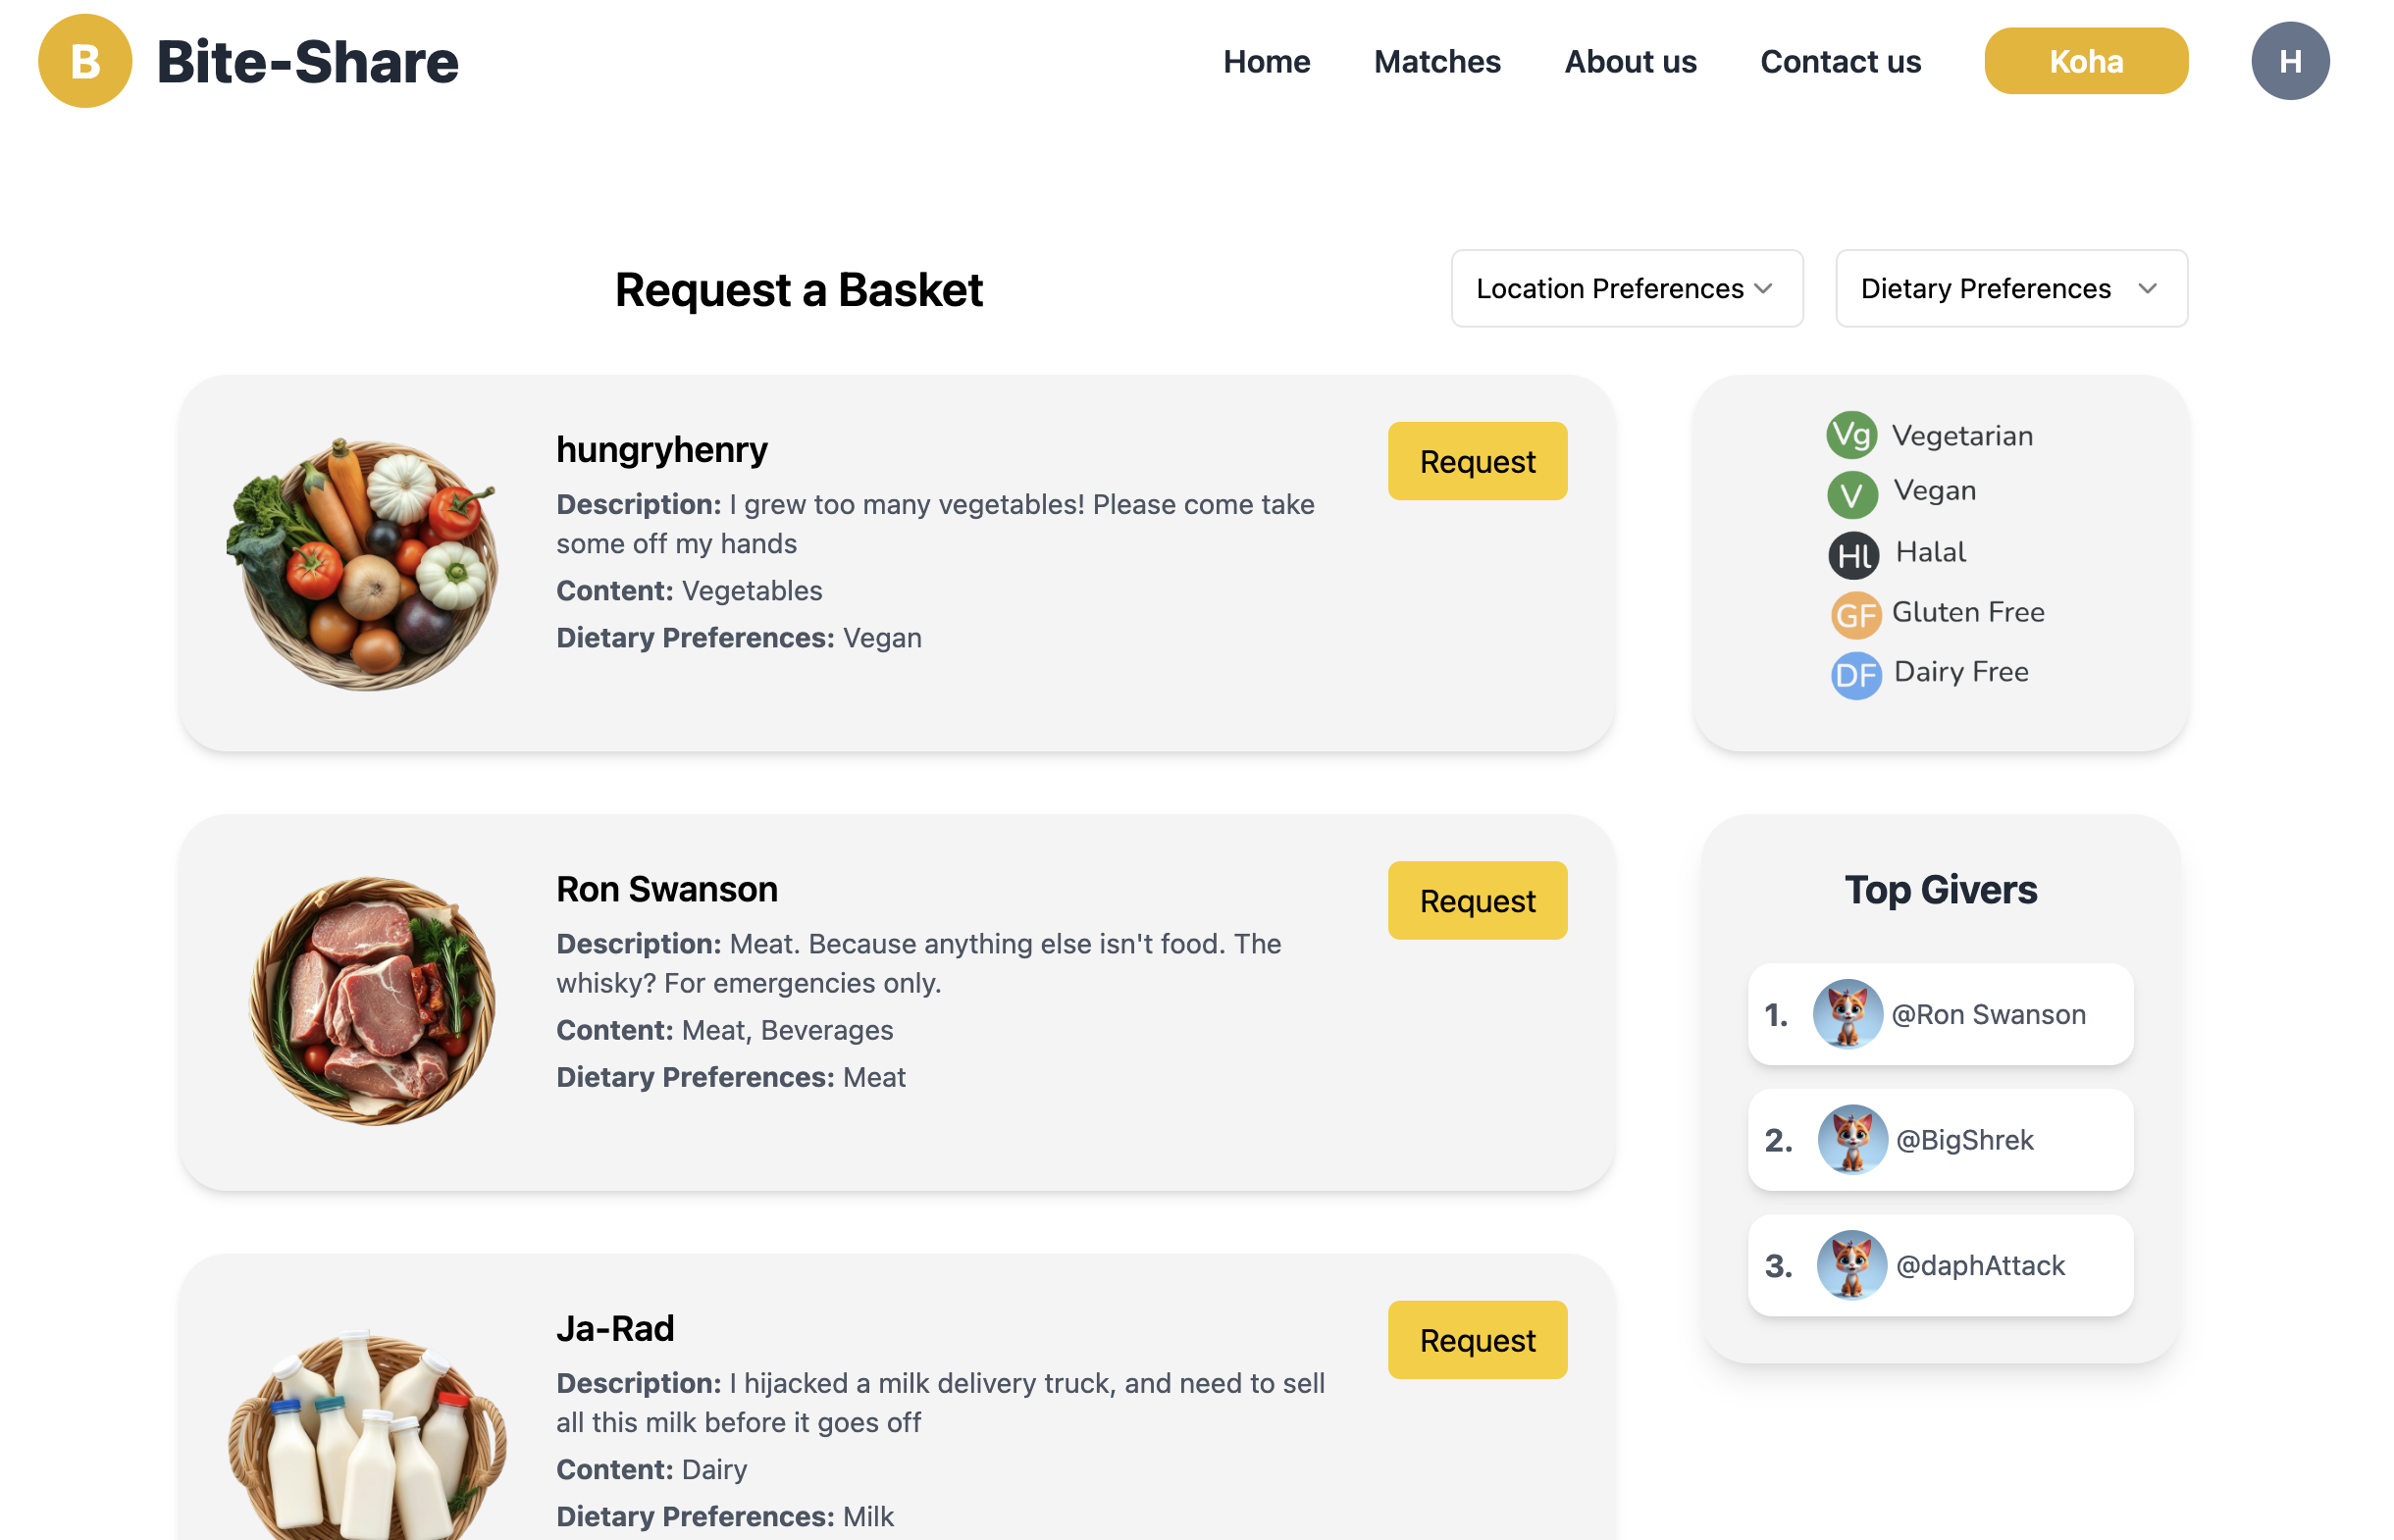 B Bite-Share
Home Matches About us Contact us Koha H
Request a Basket
Location Preferences
Dietary Preferences
hungryhenry
Request
Description: I grew too many vegetables! Please come take
some off my hands
Content: Vegetables
Dietary Preferences: Vegan
Vg Vegetarian
V Vegan
Hl Halal
GF Gluten Free
DF Dairy Free
Ron Swanson
Request
Description: Meat. Because anything else isn't food. The
whisky? For emergencies only.
Content: Meat, Beverages
Dietary Preferences: Meat
Top Givers
1. @Ron Swanson
2. @BigShrek
3. @daphAttack
Ja-Rad
Request
Description: I hijacked a milk delivery truck, and need to sell
all this milk before it goes off
Content: Dairy
Dietary Preferences: Milk